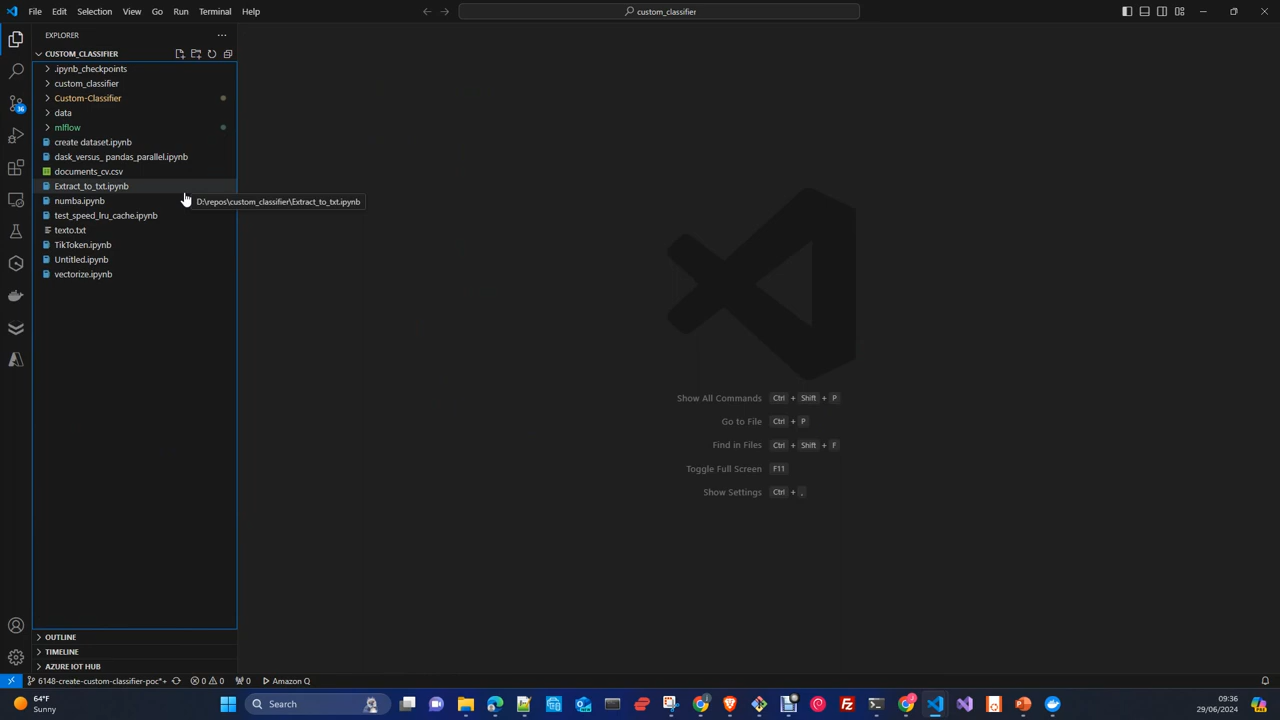 File Edit Selection View Go Run Terminal Help
custom_classifier
EXPLORER
CUSTOM_CLASSIFIER
.ipynb_checkpoints
custom_classifier
Custom-Classifier
data
mlflow
create dataset.ipynb
dask_versus_ pandas_parallel.ipynb
documents_cv.csv
Extract_to_txt.ipynb
D:\repos\custom_classifier\Extract_to_txt.ipynb
numba.ipynb
test_speed_lru_cache.ipynb
texto.txt
TikToken.ipynb
Untitled.ipynb
vectorize.ipynb
36
Show All Commands Ctrl + Shift + P
Go to File Ctrl + P
Find in Files Ctrl + Shift + F
Toggle Full Screen F11
Show Settings Ctrl + ,
OUTLINE
TIMELINE
AZURE IOT HUB
6148-create-custom-classifier-poc*+ 0 0 0 Amazon Q
64°F
Sunny
Search
09:36
29/06/2024